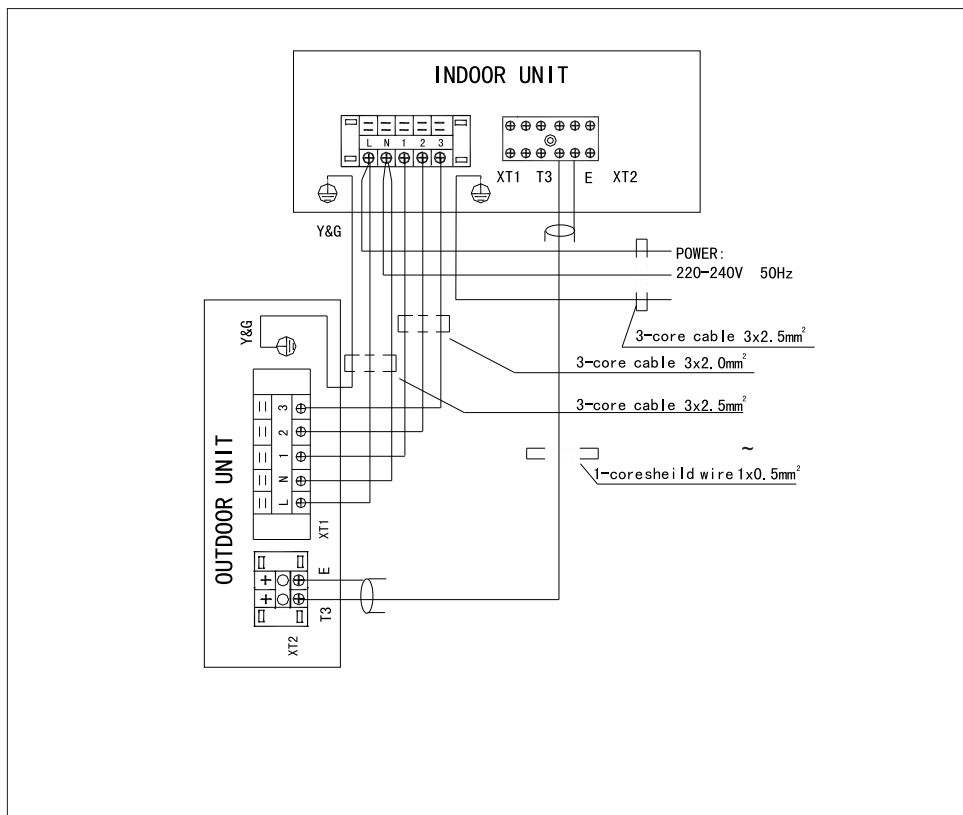 INDOOR UNIT
L N 1 2 3
XT1 T3 E XT2
Y&G
POWER:
220-240V 50Hz
3-core cable 3x2.5mm²
3-core cable 3x2.0mm²
3-core cable 3x2.5mm²
~
1-coresheild wire 1x0.5mm²
OUTDOOR UNIT
Y&G
3
2
1
N
L
XT1
E
T3
XT2